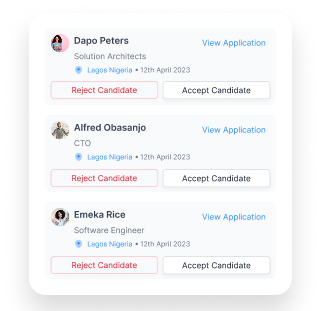 Dapo Peters
View Application
Solution Architects
Lagos Nigeria • 12th April 2023
Reject Candidate
Accept Candidate
Alfred Obasanjo
View Application
CTO
Lagos Nigeria • 12th April 2023
Reject Candidate
Accept Candidate
Emeka Rice
View Application
Software Engineer
Lagos Nigeria • 12th April 2023
Reject Candidate
Accept Candidate